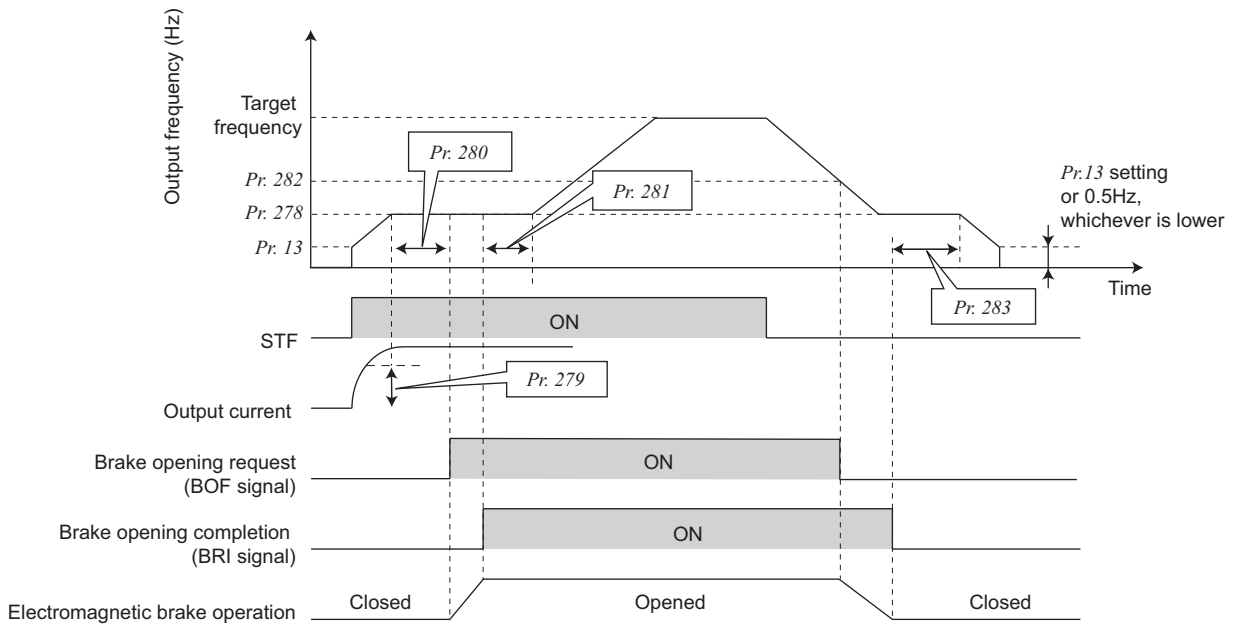 Output frequency (Hz)
Target
frequency
Pr. 280
Pr. 282
Pr. 281
Pr.13 setting
or 0.5Hz,
whichever is lower
Pr. 278
Pr. 13
Time
Pr. 283
ON
STF
Pr. 279
Output current
Brake opening request
(BOF signal)
ON
Brake opening completion
(BRI signal)
ON
Electromagnetic brake operation
Closed
Opened
Closed